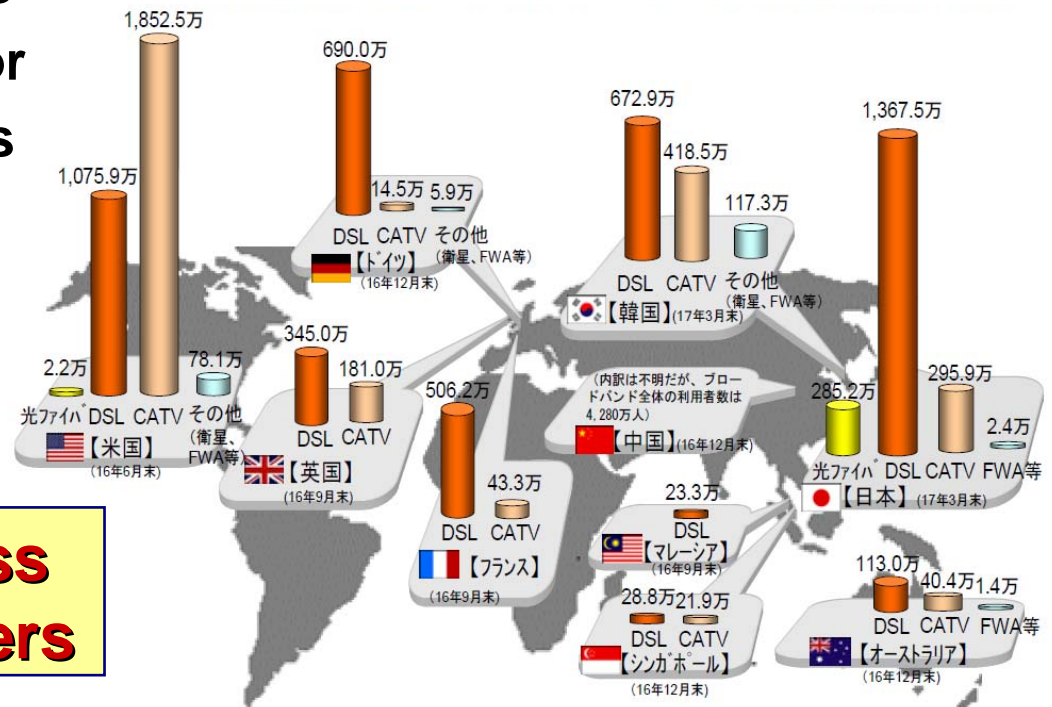 or
s
1,852.5万
1,075.9万
2.2万
78.1万
光ファイバ DSL CATV その他
(衛星、
FWA等)
【米国】
(16年6月末)
690.0万
14.5万 5.9万
DSL CATV その他
(衛星、FWA等)
【ドイツ】
(16年12月末)
345.0万
181.0万
DSL CATV
【英国】
(16年9月末)
506.2万
43.3万
DSL CATV
【フランス】
(16年9月末)
672.9万
418.5万
117.3万
DSL CATV その他
(衛星、FWA等)
【韓国】(17年3月末)
(内訳は不明だが、ブロー
ドバンド全体の利用者数は
4,280万人)
【中国】(16年12月末)
1,367.5万
285.2万
295.9万
2.4万
光ファイバ DSL CATV FWA等
【日本】 (17年3月末)
23.3万
DSL
【マレーシア】
(16年9月末)
28.8万 21.9万
DSL CATV
【シンガポール】
(16年12月末)
113.0万
40.4万 1.4万
DSL CATV FWA等
【オーストラリア】
(16年12月末)
ss
ers